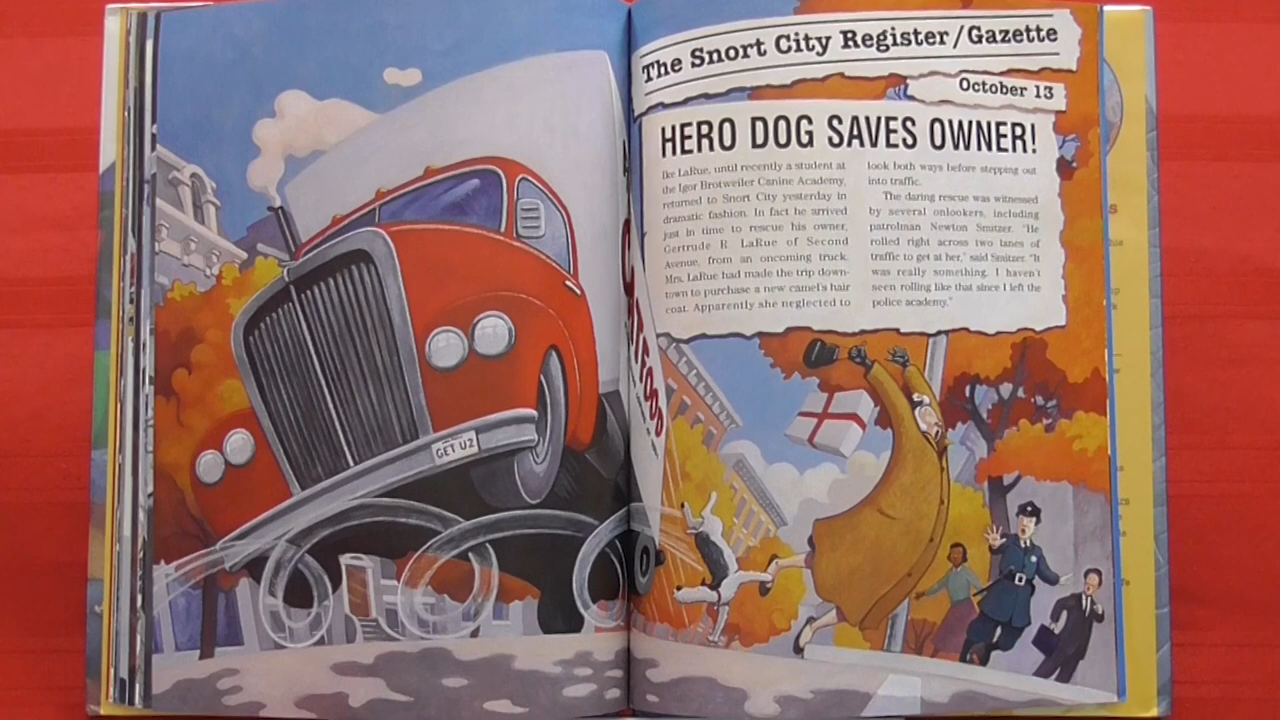 The Snort City Register/Gazette
October 13
HERO DOG SAVES OWNER!
Ike LaRue, until recently a student at
the Igor Brotweiler Canine Academy,
returned to Snort City yesterday in
dramatic fashion. In fact he arrived
just in time to rescue his owner,
Gertrude R. LaRue of Second
Avenue, from an oncoming truck.
Mrs. LaRue had made the trip down-
town to purchase a new camel's hair
coat. Apparently she neglected to
look both ways before stepping out
into traffic.
The daring rescue was witnessed
by several onlookers, including
patrolman Newton Smitzer. "He
rolled right across two lanes of
traffic to get at her," said Smitzer. "It
was really something. I haven't
seen rolling like that since I left the
police academy."
GET U2